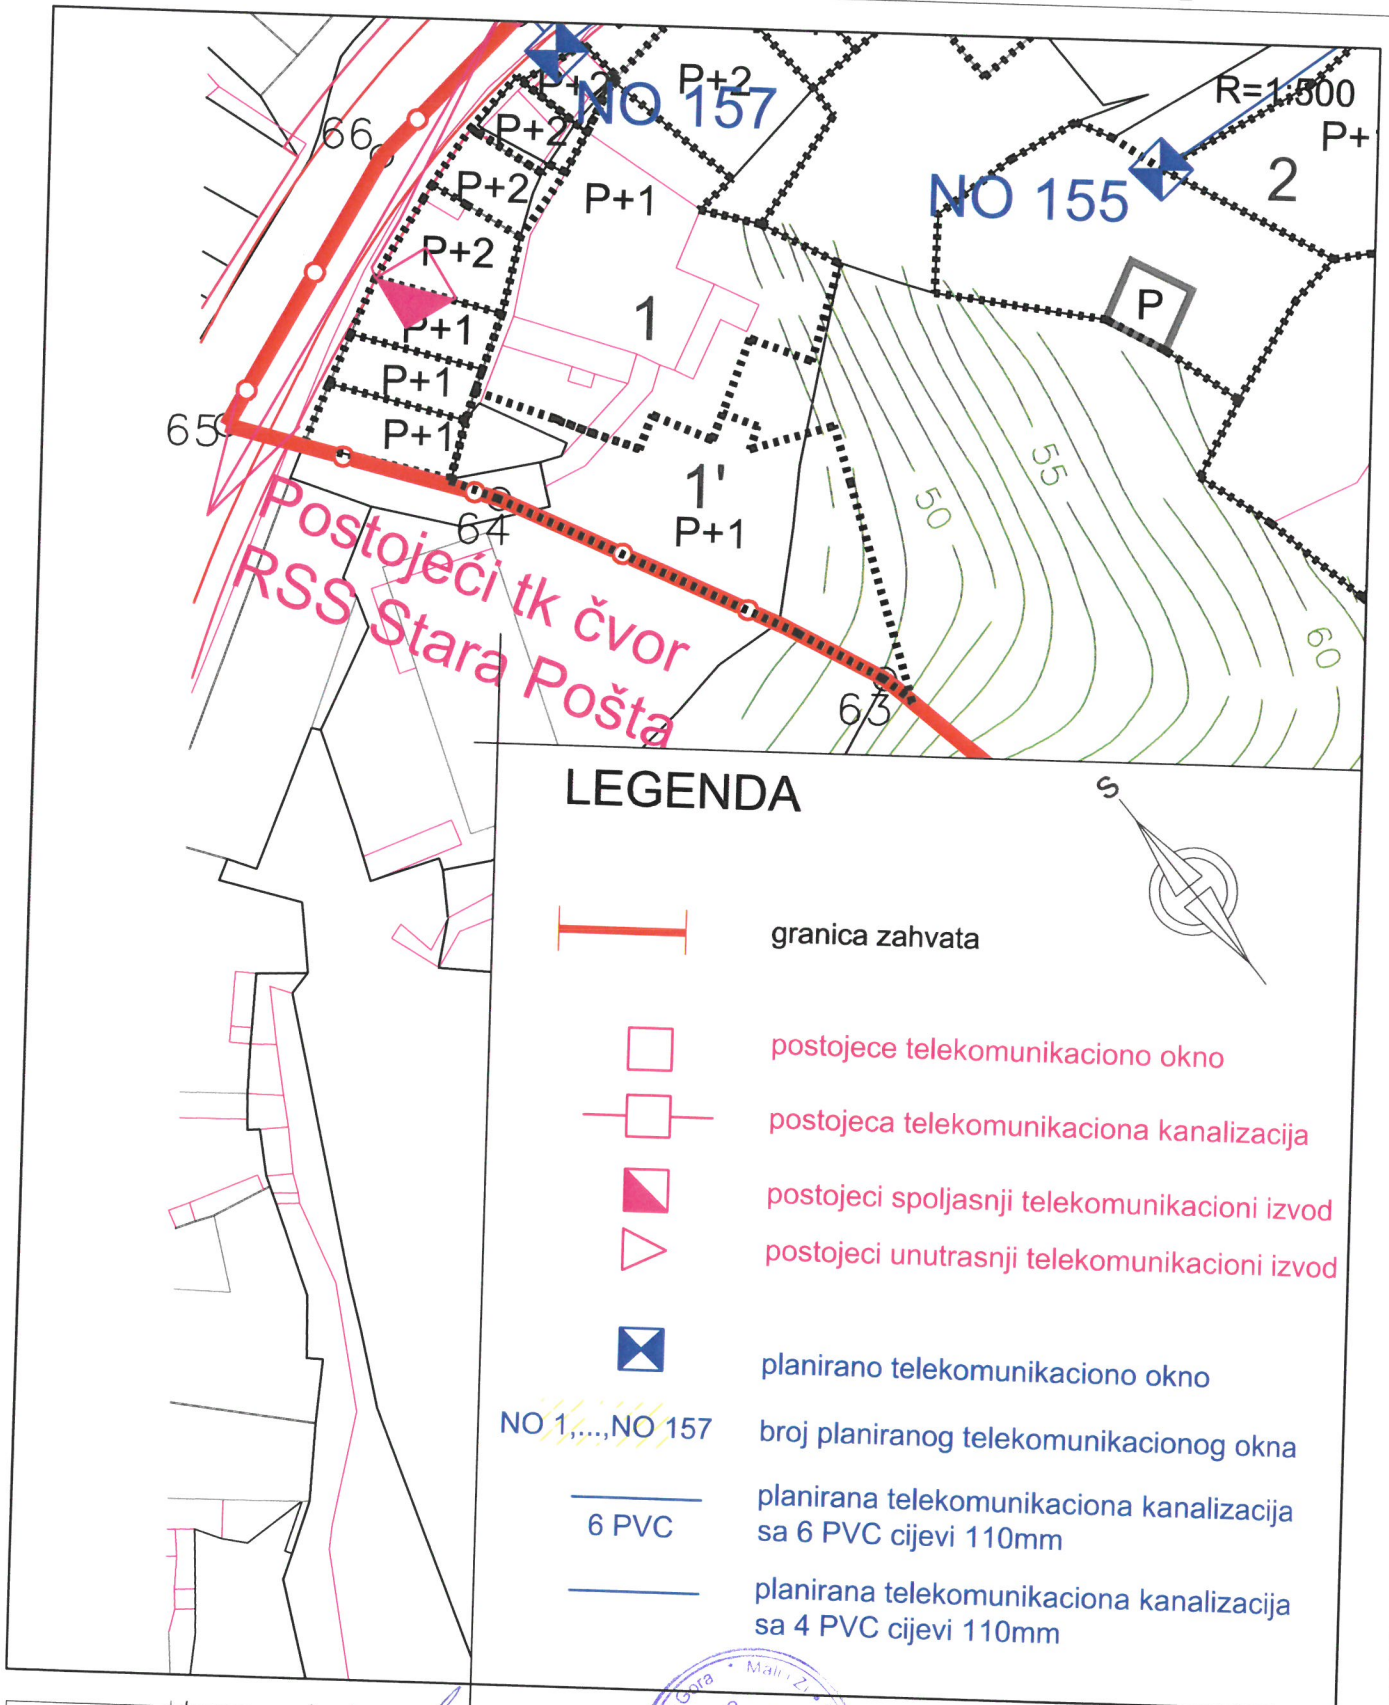 P+2
P+2
NO 157
R=1:500
P+
66
P+2
P+2
P+1
NO 155
2
P+2
1
P
P+1
P+1
65
P+1
1'
P+1
50
55
60
64
63
Postojeći tk čvor
RSS Stara Pošta
LEGENDA
S
granica zahvata
postojece telekomunikaciono okno
postojeca telekomunikaciona kanalizacija
postojeci spoljasnji telekomunikacioni izvod
postojeci unutrasnji telekomunikacioni izvod
planirano telekomunikaciono okno
NO 1,...,NO 157 broj planiranog telekomunikacionog okna
planirana telekomunikaciona kanalizacija
6 PVC sa 6 PVC cijevi 110mm
planirana telekomunikaciona kanalizacija
sa 4 PVC cijevi 110mm
Gora